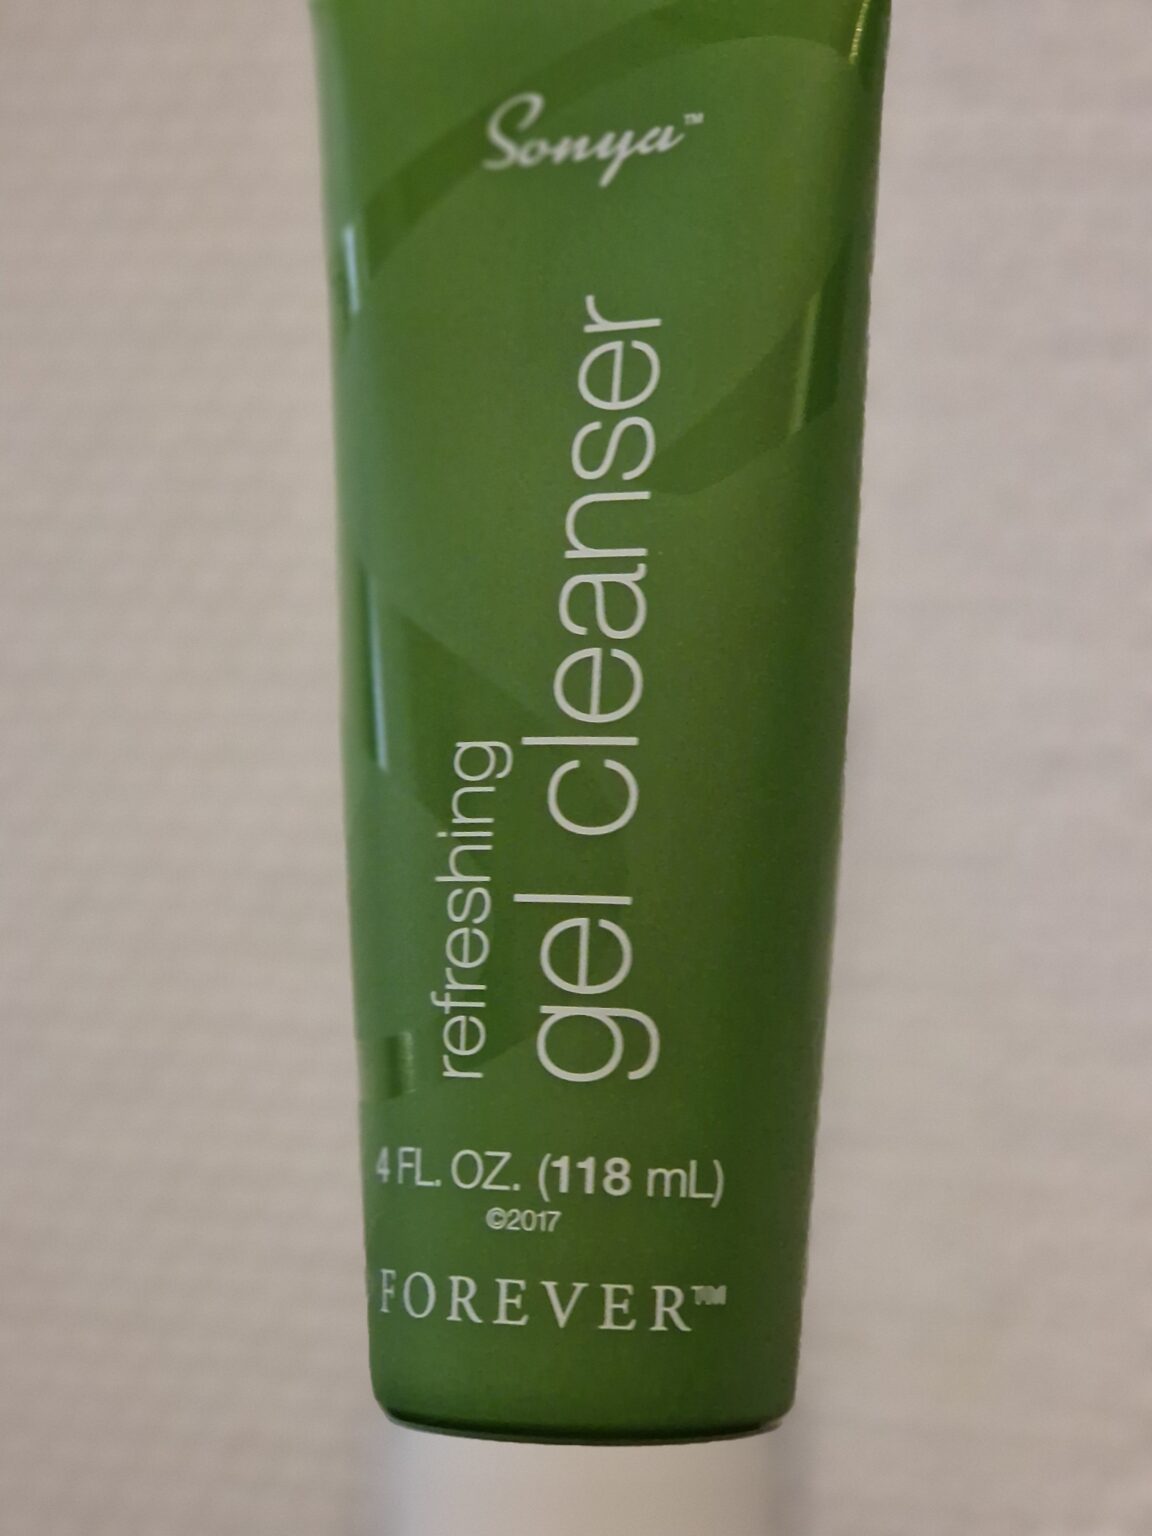 Sonya™
refreshing
gel cleanser
4 FL. OZ. (118 mL)
©2017
FOREVER™